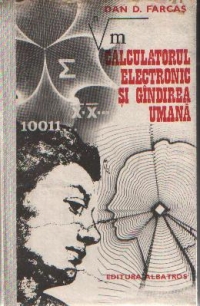 DAN D. FARCAȘ
√m
Σ
CALCULATORUL
ELECTRONIC
ȘI GÎNDIREA
UMANĂ
X·X̄...
10011...
EDITURA ALBATROS